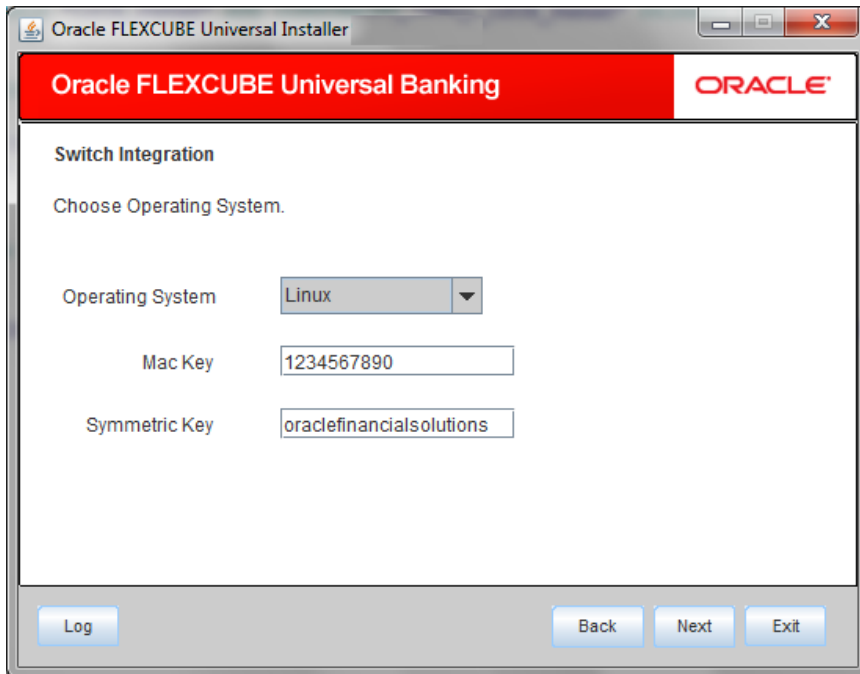 Oracle FLEXCUBE Universal Installer
Oracle FLEXCUBE Universal Banking
ORACLE
Switch Integration
Choose Operating System.
Operating System Linux
Mac Key 1234567890
Symmetric Key oraclefinancialsolutions
Log Back Next Exit